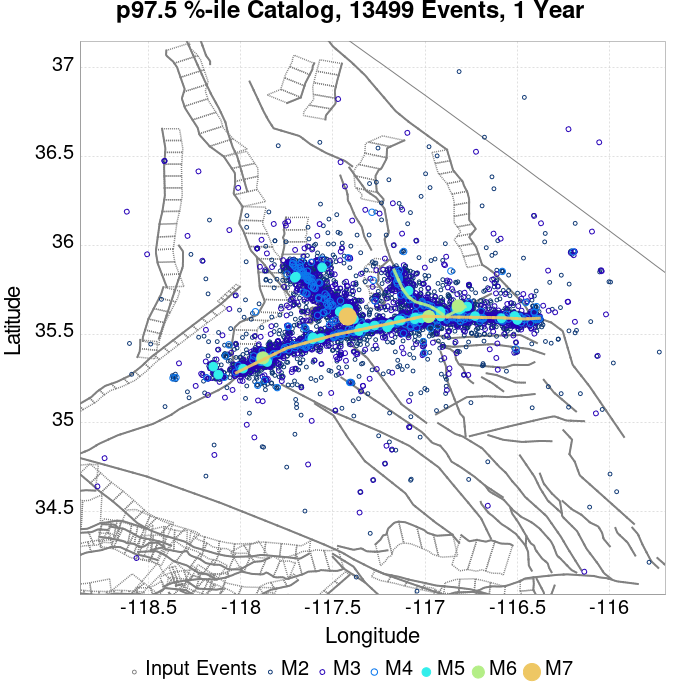 p97.5 %-ile Catalog, 13499 Events, 1 Year
37
36.5
36
35.5
35
34.5
Latitude
-118.5 -118 -117.5 -117 -116.5 -116
Longitude
Input Events M2 M3 M4 M5 M6 M7